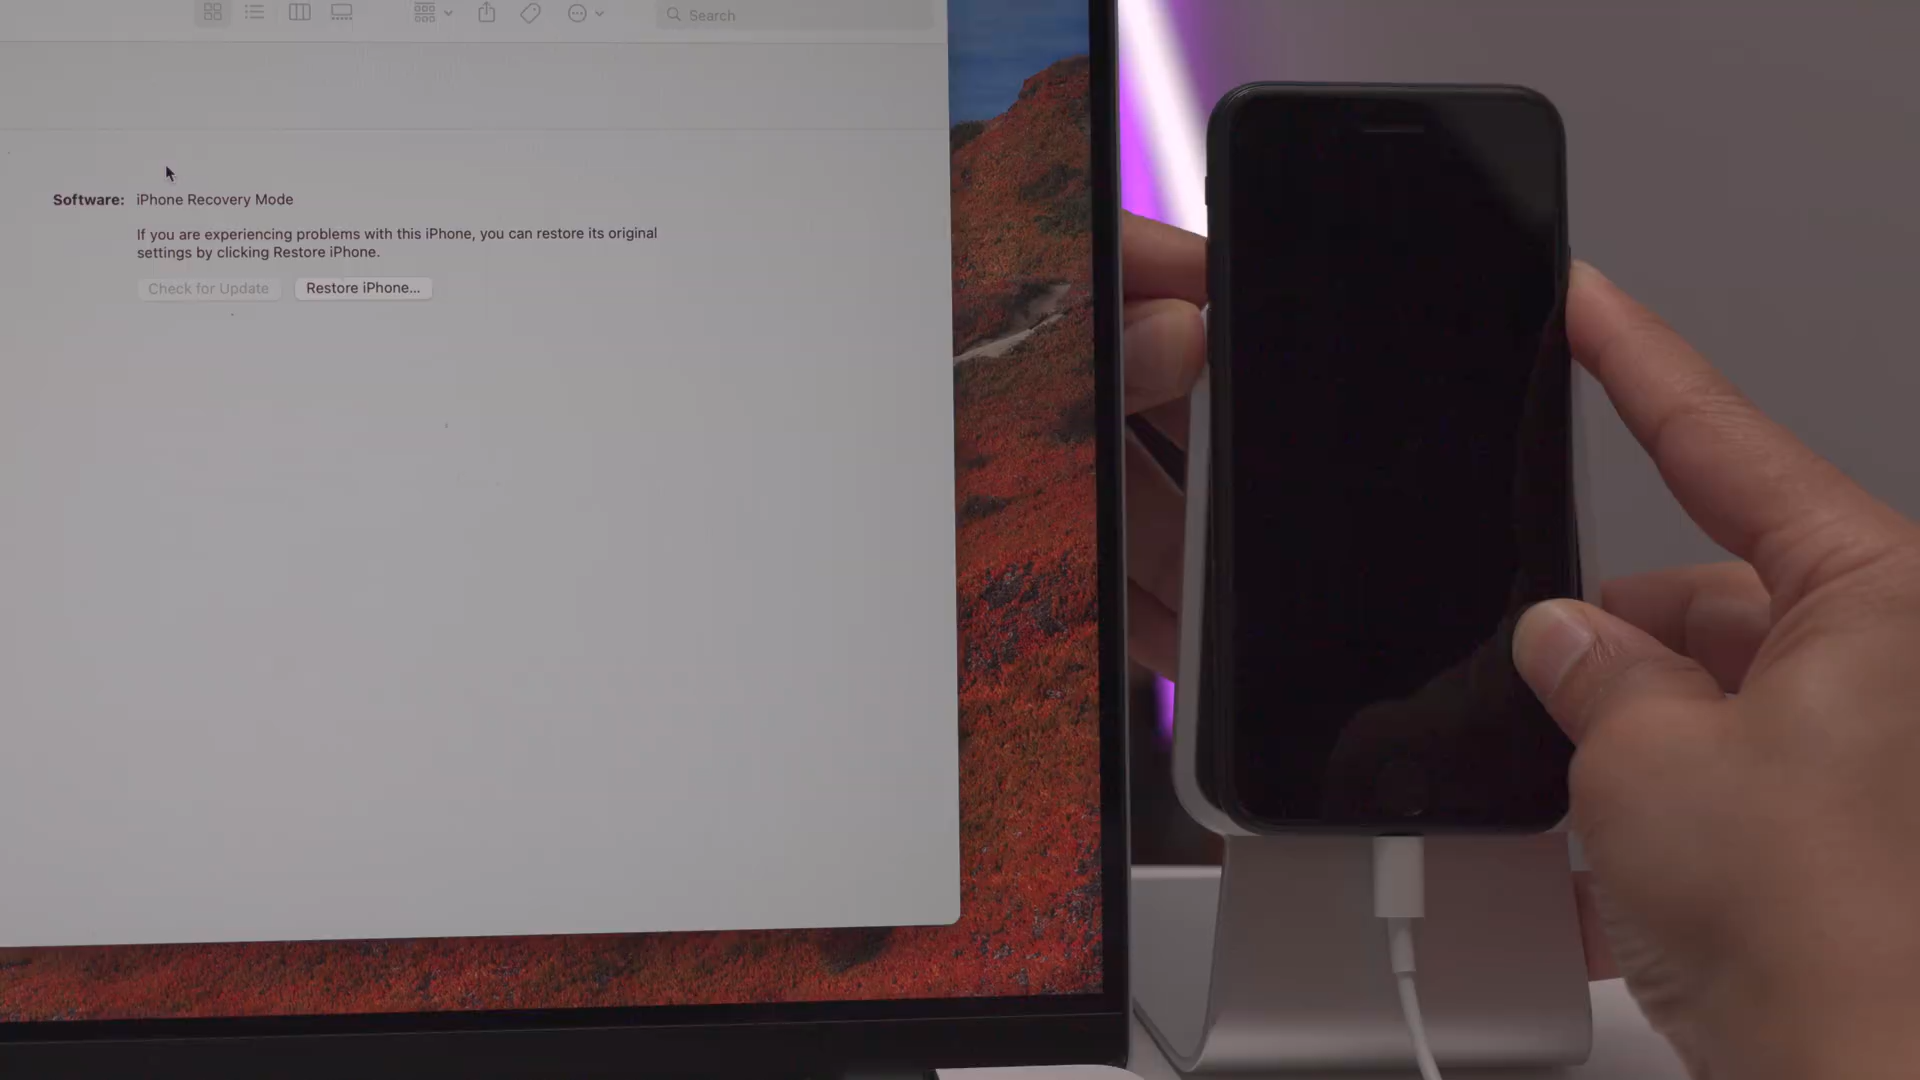 Search
Software: iPhone Recovery Mode
If you are experiencing problems with this iPhone, you can restore its original
settings by clicking Restore iPhone.
Check for Update Restore iPhone...